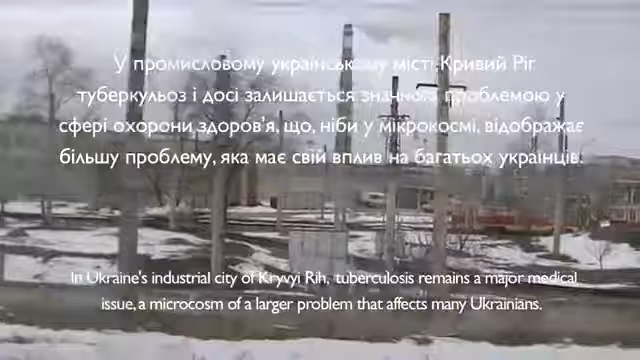 У промисловому українському місті Кривий Ріг
туберкульоз і досі залишається значною проблемою у
сфері охорони здоров'я, що, ніби у мікрокосмі, відображає
більшу проблему, яка має свій вплив на багатьох українців.
In Ukraine's industrial city of Kryvyi Rih, tuberculosis remains a major medical
issue, a microcosm of a larger problem that affects many Ukrainians.